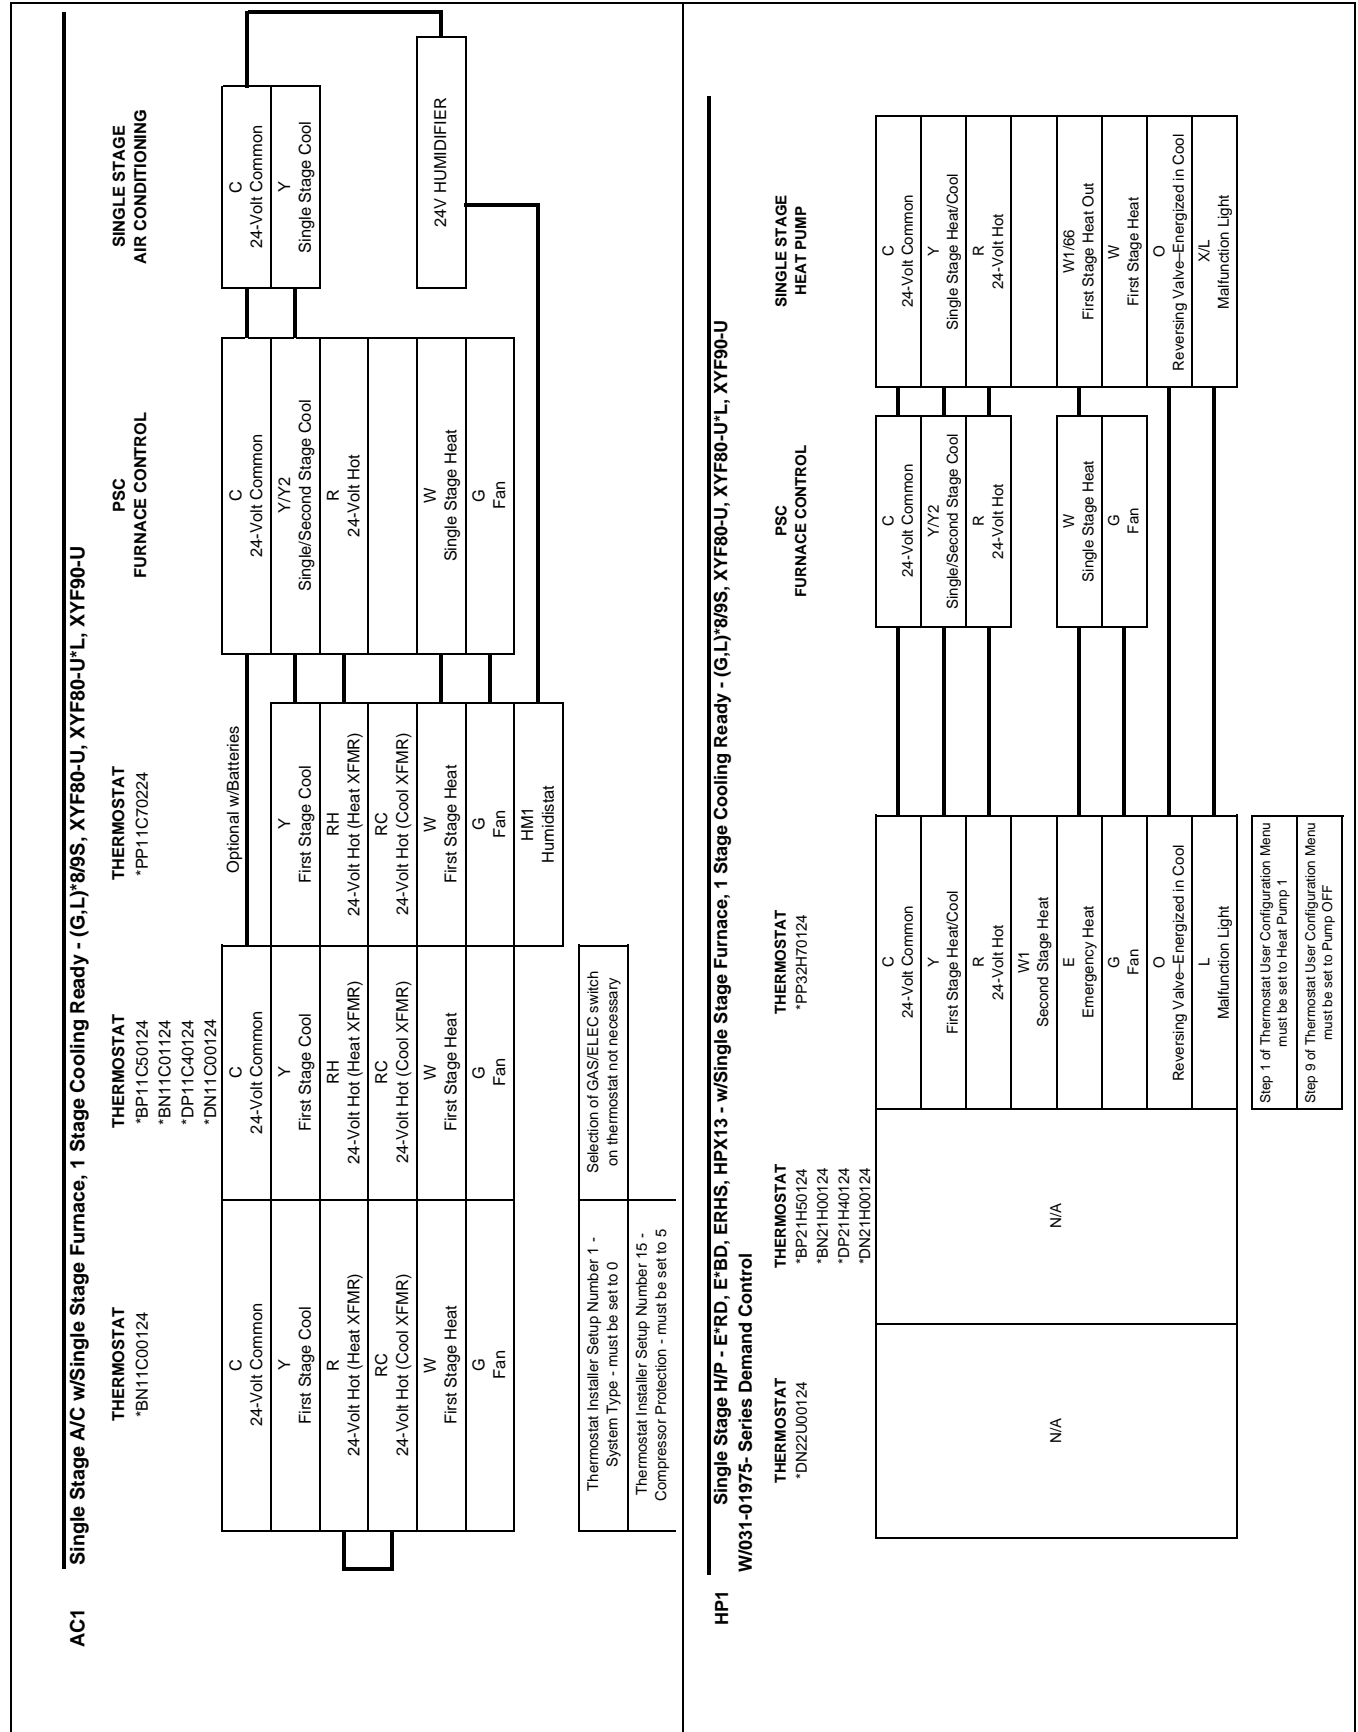 AC1
Single Stage A/C w/Single Stage Furnace, 1 Stage Cooling Ready - (G,L)*8/9S, XYF80-U, XYF80-U*L, XYF90-U
THERMOSTAT
*BN11C00124
C
24-Volt Common
Y
First Stage Cool
R
24-Volt Hot (Heat XFMR)
RC
24-Volt Hot (Cool XFMR)
W
First Stage Heat
G
Fan
Thermostat Installer Setup Number 1 -
System Type - must be set to 0
Thermostat Installer Setup Number 15 -
Compressor Protection - must be set to 5
THERMOSTAT
*BP11C50124
*BN11C01124
*DP11C40124
*DN11C00124
C
24-Volt Common
Y
First Stage Cool
RH
24-Volt Hot (Heat XFMR)
RC
24-Volt Hot (Cool XFMR)
W
First Stage Heat
G
Fan
Selection of GAS/ELEC switch
on thermostat not necessary
THERMOSTAT
*PP11C70224
Optional w/Batteries
Y
First Stage Cool
RH
24-Volt Hot (Heat XFMR)
RC
24-Volt Hot (Cool XFMR)
W
First Stage Heat
G
Fan
HM1
Humidistat
PSC
FURNACE CONTROL
C
24-Volt Common
Y/Y2
Single/Second Stage Cool
R
24-Volt Hot
W
Single Stage Heat
G
Fan
SINGLE STAGE
AIR CONDITIONING
C
24-Volt Common
Y
Single Stage Cool
24V HUMIDIFIER
HP1
Single Stage H/P - E*RD, E*BD, ERHS, HPX13 - w/Single Stage Furnace, 1 Stage Cooling Ready - (G,L)*8/9S, XYF80-U, XYF80-U*L, XYF90-U
W/031-01975- Series Demand Control
THERMOSTAT
*DN22U00124
N/A
THERMOSTAT
*BP21H50124
*BN21H00124
*DP21H40124
*DN21H00124
N/A
THERMOSTAT
*PP32H70124
C
24-Volt Common
Y
First Stage Heat/Cool
R
24-Volt Hot
W1
Second Stage Heat
E
Emergency Heat
G
Fan
O
Reversing Valve–Energized in Cool
L
Malfunction Light
Step 1 of Thermostat User Configuration Menu
must be set to Heat Pump 1
Step 9 of Thermostat User Configuration Menu
must be set to Pump OFF
PSC
FURNACE CONTROL
C
24-Volt Common
Y/Y2
Single/Second Stage Cool
R
24-Volt Hot
W
Single Stage Heat
G
Fan
SINGLE STAGE
HEAT PUMP
C
24-Volt Common
Y
Single Stage Heat/Cool
R
24-Volt Hot
W1/66
First Stage Heat Out
W
First Stage Heat
O
Reversing Valve–Energized in Cool
X/L
Malfunction Light